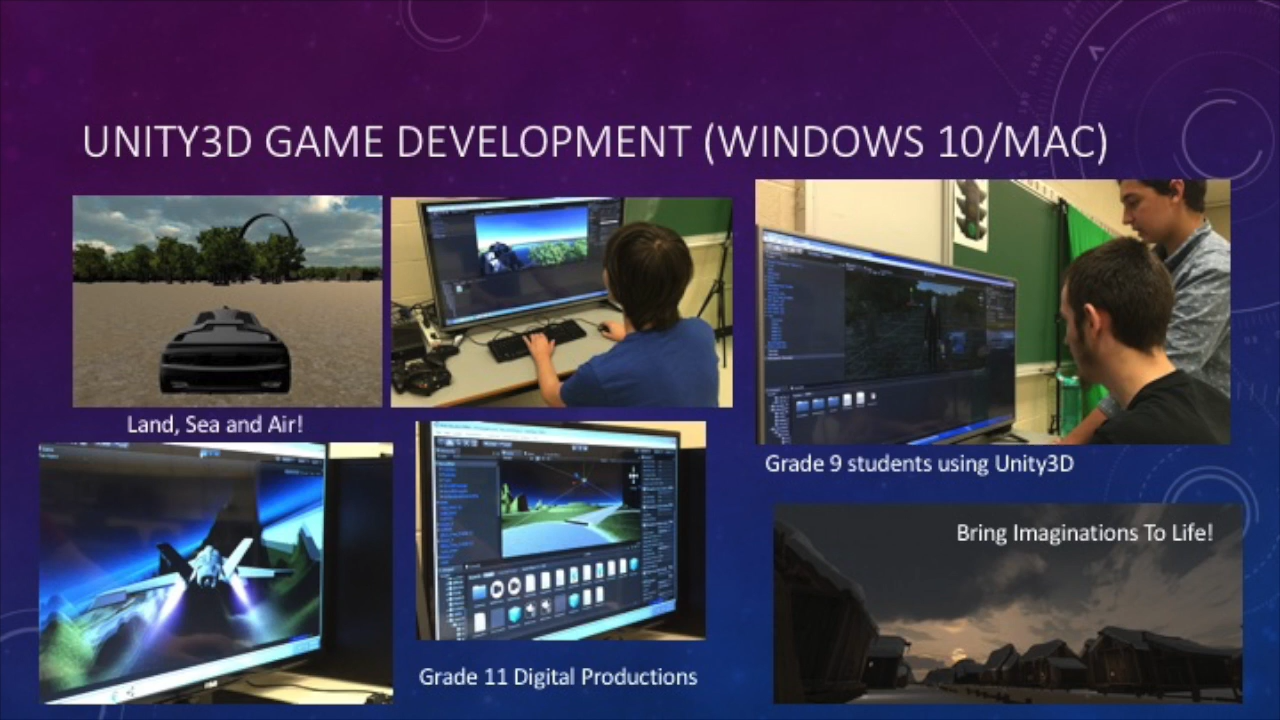 UNITY3D GAME DEVELOPMENT (WINDOWS 10/MAC)
Land, Sea and Air!
Grade 9 students using Unity3D
Bring Imaginations To Life!
Grade 11 Digital Productions